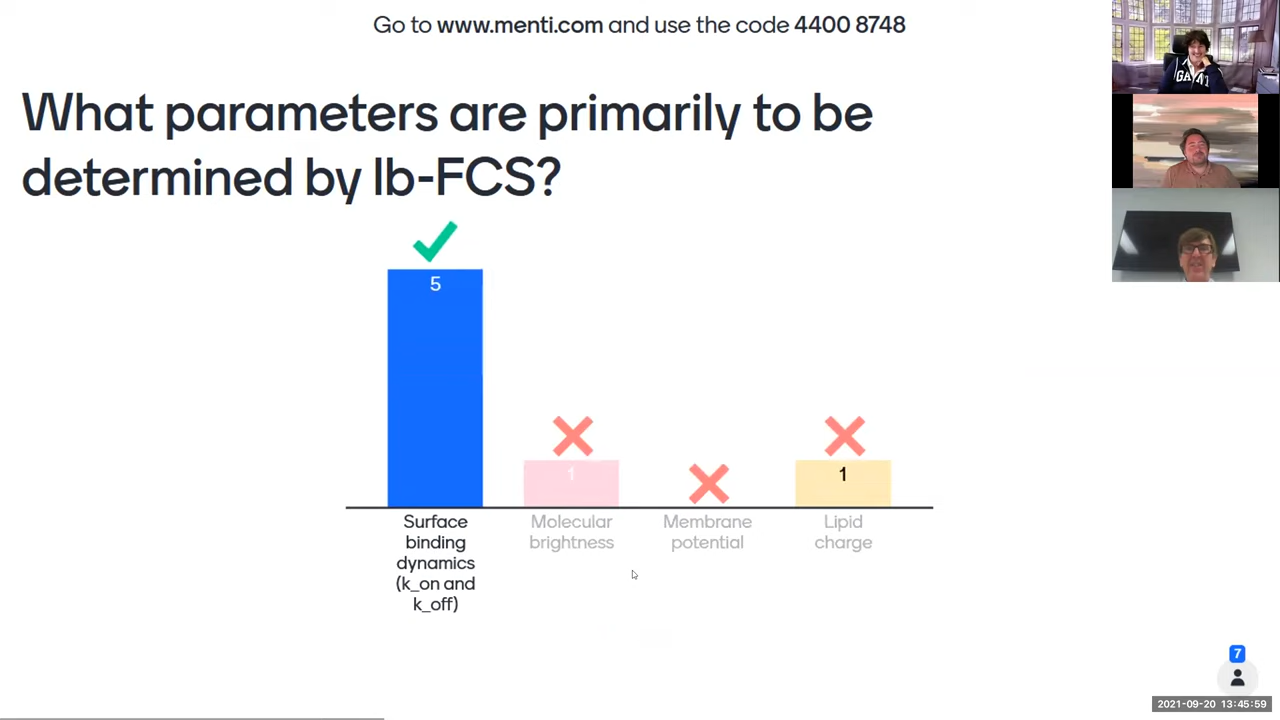 Go to www.menti.com and use the code 4400 8748
What parameters are primarily to be
determined by lb-FCS?
5
1
1
Surface
binding
dynamics
(k_on and
k_off)
Molecular
brightness
Membrane
potential
Lipid
charge
7
2021-09-20 13:45:59